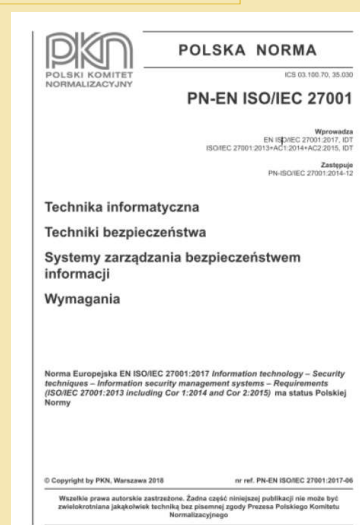 pkn
POLSKI KOMITET
NORMALIZACYJNY
POLSKA NORMA
ICS 03.100.70, 35.030
PN-EN ISO/IEC 27001
Wprowadza
EN ISO/IEC 27001:2017, IDT
ISO/IEC 27001:2013+AC1:2014+AC2:2015, IDT
Zastępuje
PN-ISO/IEC 27001:2014-12
Technika informatyczna
Techniki bezpieczeństwa
Systemy zarządzania bezpieczeństwem
informacji
Wymagania
Norma Europejska EN ISO/IEC 27001:2017 Information technology – Security
techniques – Information security management systems – Requirements
(ISO/IEC 27001:2013 including Cor 1:2014 and Cor 2:2015) ma status Polskiej
Normy
© Copyright by PKN, Warszawa 2018
nr ref. PN-EN ISO/IEC 27001:2017-06
Wszelkie prawa autorskie zastrzeżone. Żadna część niniejszej publikacji nie może być
zwielokrotniana jakąkolwiek techniką bez pisemnej zgody Prezesa Polskiego Komitetu
Normalizacyjnego